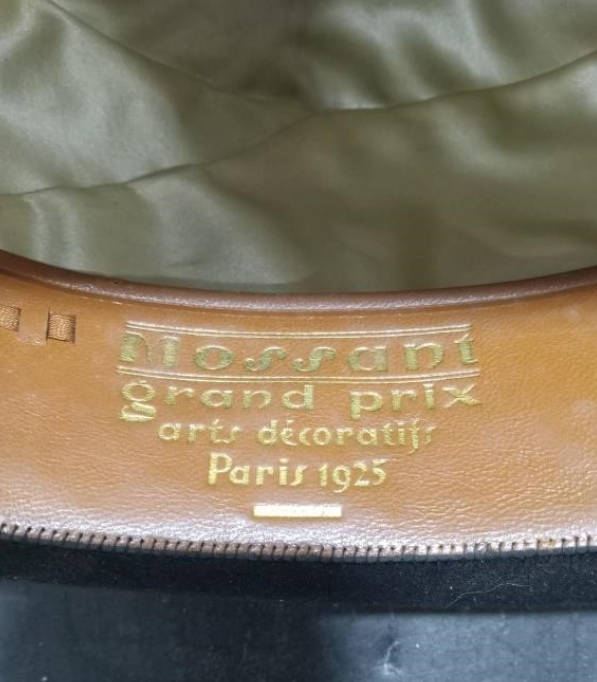 Mossant
grand prix
arts décoratifs
Paris 1925